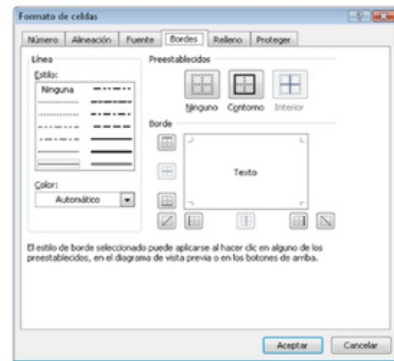 Formato de celdas
Número Alineación Fuente Bordes Relleno Proteger
Línea
Estilo:
Ninguna
Color:
Automático
Preestablecidos
Ninguno Contorno Interior
Borde
Texto
El estilo de borde seleccionado puede aplicarse al hacer clic en alguno de los
preestablecidos, en el diagrama de vista previa o en los botones de arriba.
Aceptar Cancelar